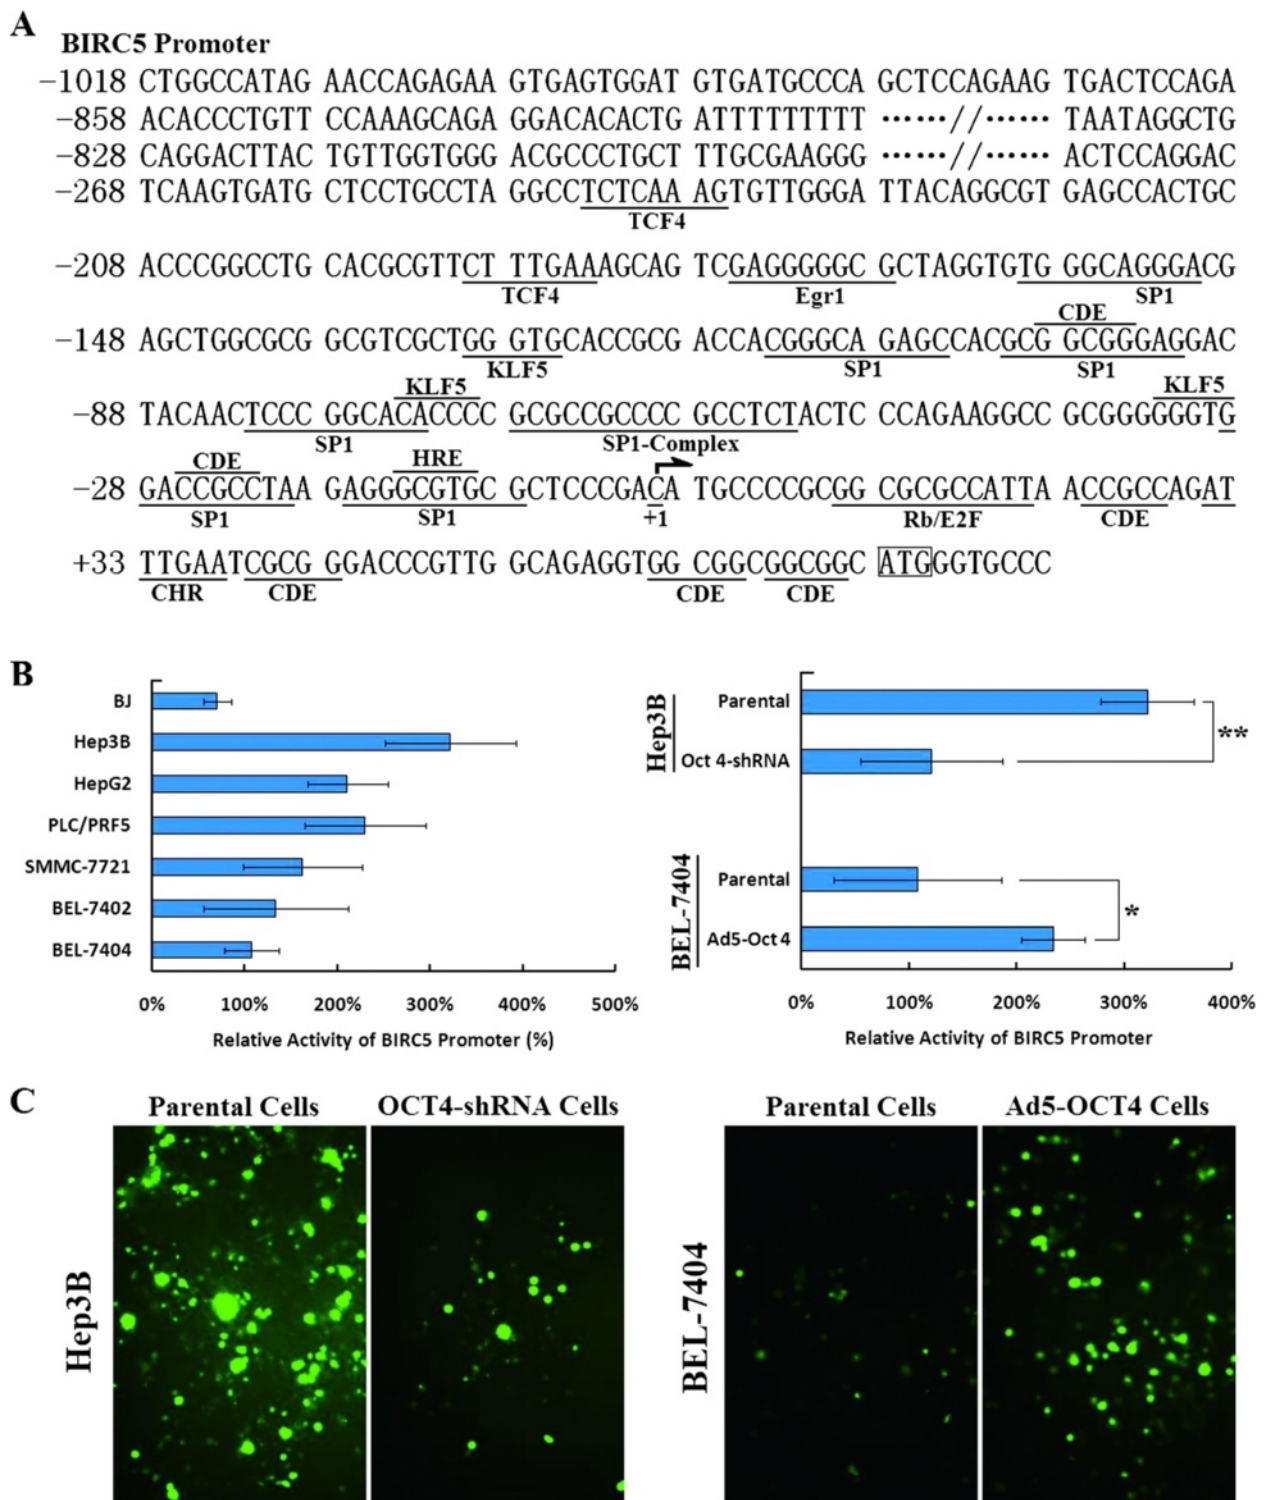 A
BIRC5 Promoter
-1018 CTGGCCATAG AACCAGAGAA GTGAGTGGAT GTGATGCCCA GCTCCAGAAG TGACTCCAGA
-858 ACACCCTGTT CCAAAGCAGA GGACACACTG ATTTTTTTTT ······//······ TAATAGGCTG
-828 CAGGACTTAC TGTTGGTGGG ACGCCCTGCT TTGCGAAGGG ······//······ ACTCCAGGAC
-268 TCAAGTGATG CTCCTGCCTA GGCCTCTCAA AGTGTTGGGA TTACAGGCGT GAGCCACTGC
TCF4
-208 ACCCGGCCTG CACGCGTTCT TTGAAAGCAG TCGAGGGGGC GCTAGGTGTG GGCAGGGACG
TCF4 Egr1 SP1
CDE
-148 AGCTGGCGCG GCGTCGCTGG GTGCACCGCG ACCACGGGCA GAGCCACGCG GCGGGAGGAC
KLF5 SP1 SP1
KLF5 KLF5
-88 TACAACTCCC GGCACACCCC GCGCCGCCCC GCCTCTACTC CCAGAAGGCC GCGGGGGGTG
SP1 SP1-Complex
CDE HRE
-28 GACCGCCTAA GAGGGCGTGC GCTCCCGACA TGCCCCGCGG CGCGCCATTA ACCGCCAGAT
SP1 SP1 +1 Rb/E2F CDE
+33 TTGAATCGCG GGACCCGTTG GCAGAGGTGG CGGCGGCGGC ATGGGTGCCC
CHR CDE CDE CDE
B
BJ
Hep3B
HepG2
PLC/PRF5
SMMC-7721
BEL-7402
BEL-7404
0% 100% 200% 300% 400% 500%
Relative Activity of BIRC5 Promoter (%)
Hep3B
Parental
Oct 4-shRNA
**
BEL-7404
Parental
Ad5-Oct 4
*
0% 100% 200% 300% 400%
Relative Activity of BIRC5 Promoter
C
Parental Cells OCT4-shRNA Cells
Hep3B
Parental Cells Ad5-OCT4 Cells
BEL-7404